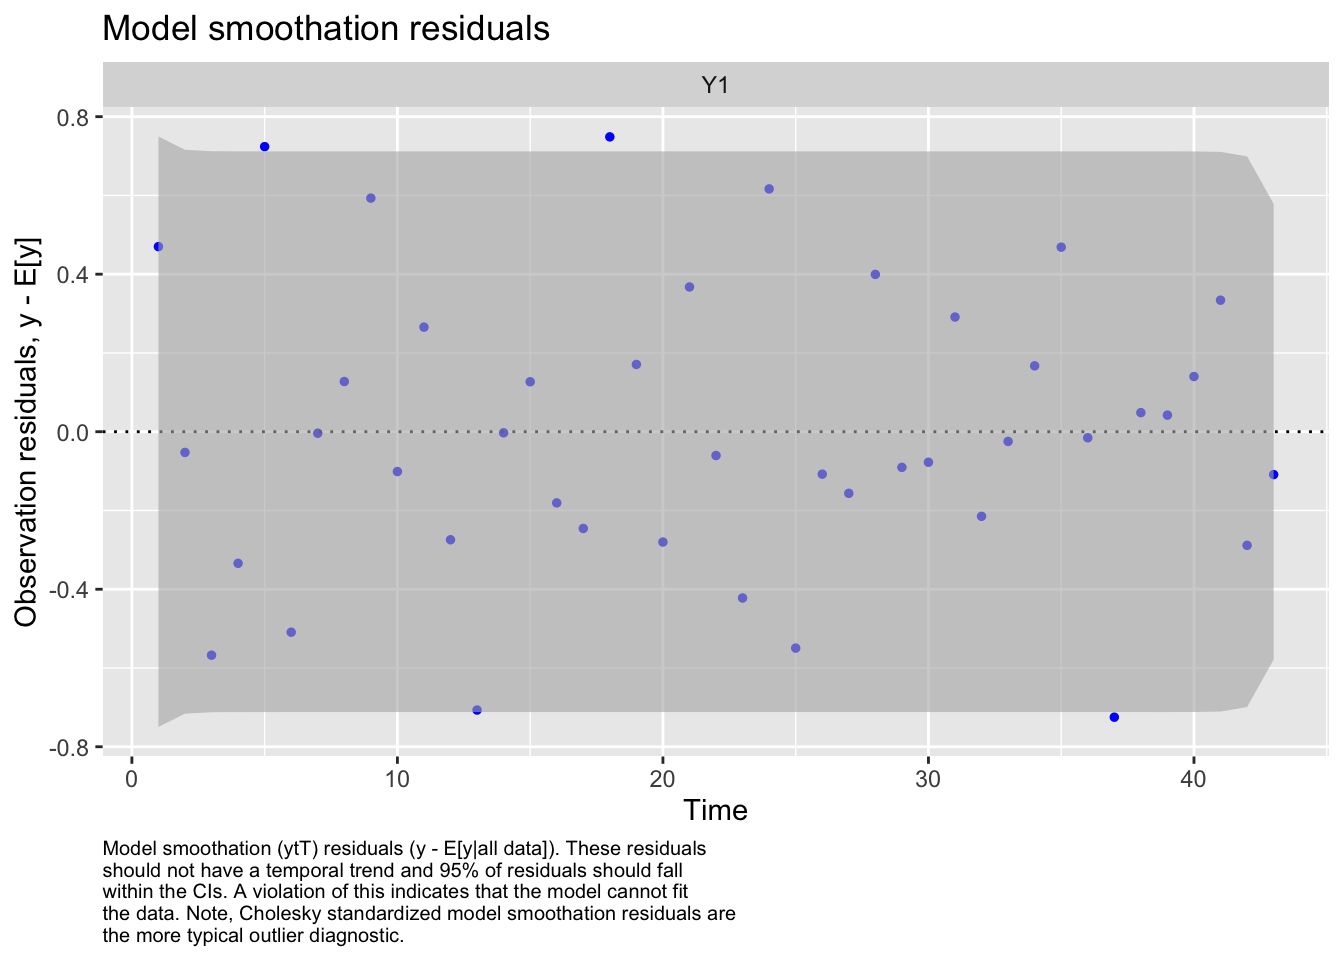 Model smoothation residuals
Y1
0.8
0.4
0.0
-0.4
-0.8
Observation residuals, y - E[y]
0
10
20
30
40
Time
Model smoothation (ytT) residuals (y - E[y|all data]). These residuals
should not have a temporal trend and 95% of residuals should fall
within the CIs. A violation of this indicates that the model cannot fit
the data. Note, Cholesky standardized model smoothation residuals are
the more typical outlier diagnostic.